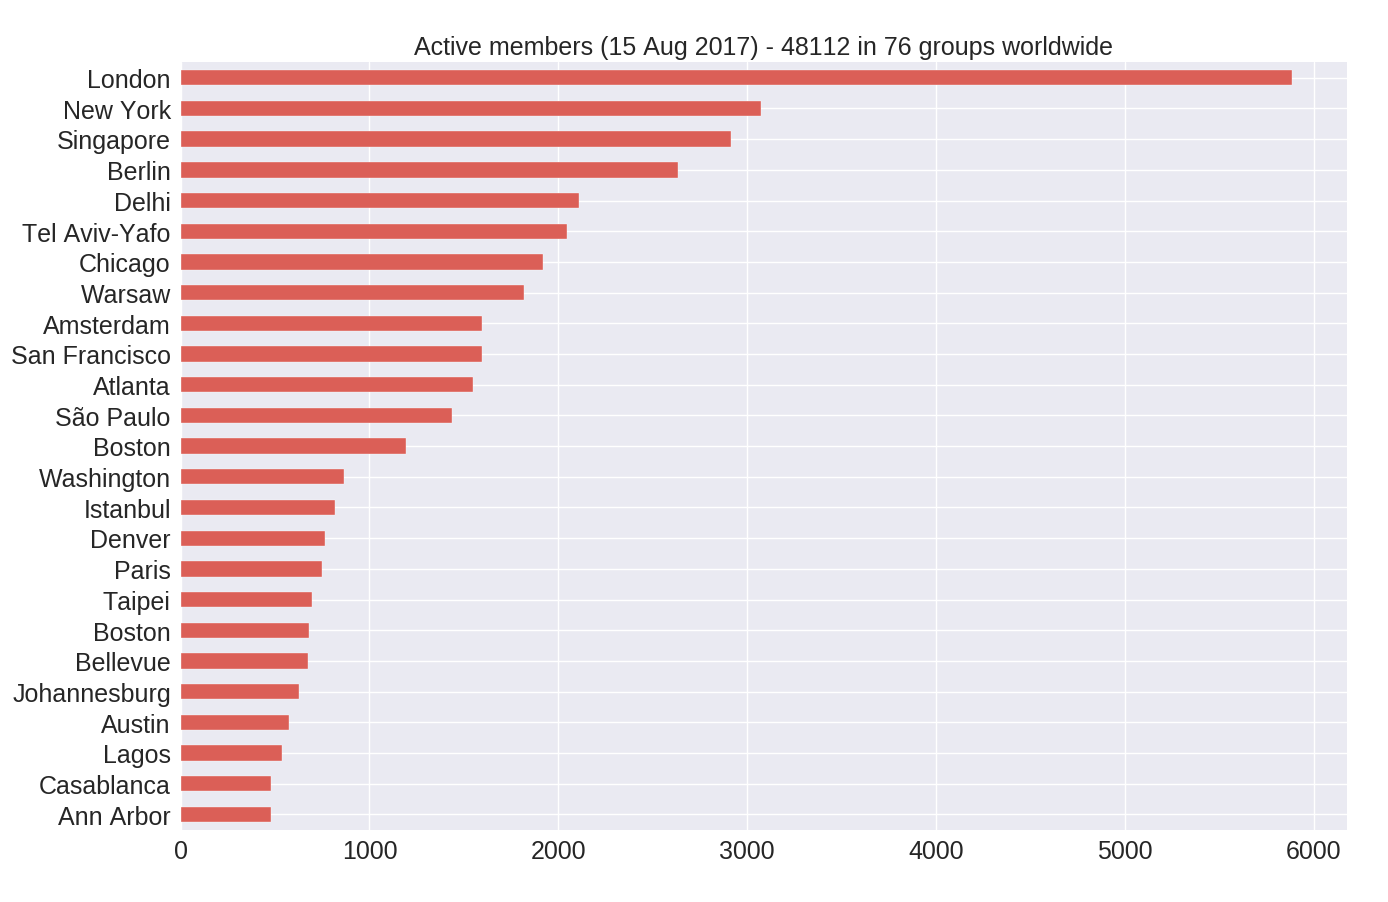 Active members (15 Aug 2017) - 48112 in 76 groups worldwide
London
New York
Singapore
Berlin
Delhi
Tel Aviv-Yafo
Chicago
Warsaw
Amsterdam
San Francisco
Atlanta
São Paulo
Boston
Washington
Istanbul
Denver
Paris
Taipei
Boston
Bellevue
Johannesburg
Austin
Lagos
Casablanca
Ann Arbor
0 1000 2000 3000 4000 5000 6000